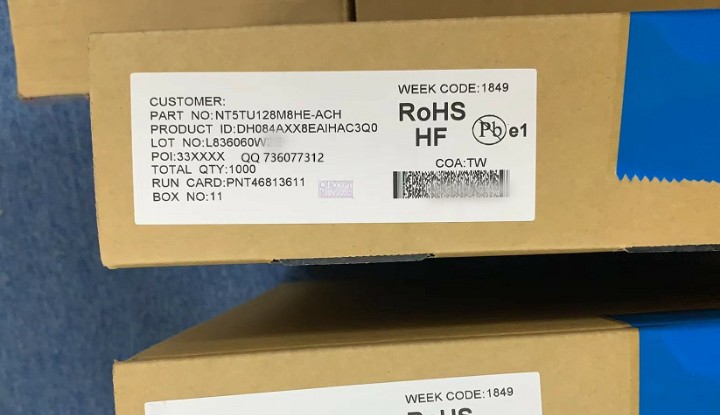 WEEK CODE:1849
CUSTOMER:
PART NO:NT5TU128M8HE-ACH
PRODUCT ID:DH084AXX8EAIHAC3Q0
LOT NO:L836060W
POI:33XXXX QQ 736077312
TOTAL QTY:1000
RUN CARD:PNT46813611
BOX NO:11
RoHS
HF
Pb e1
COA:TW
WEEK CODE:1849
RoHS